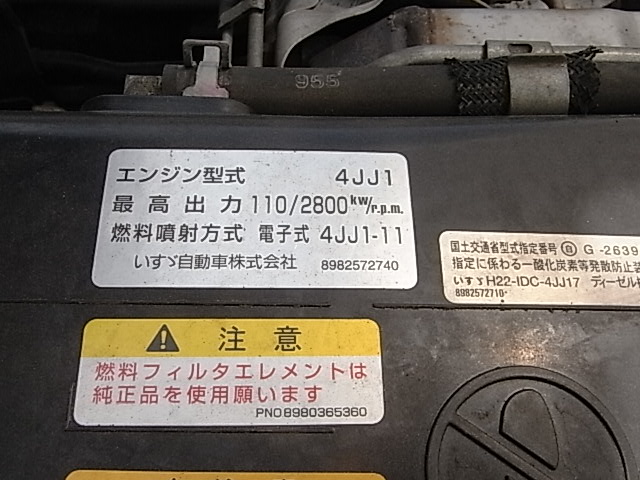 955
エンジン型式 4JJ1
最高出力 110/2800kW/r.p.m.
燃料噴射方式 電子式 4JJ1-11
いすゞ自動車株式会社 8982572740
国土交通省型式指定番号 自 G-2639
指定に係わる一酸化炭素等発散防止装
いすゞH22-IDC-4JJ17 ディーゼル
8982572710
注意
燃料フィルタエレメントは
純正品を使用願います
PNO8980365360